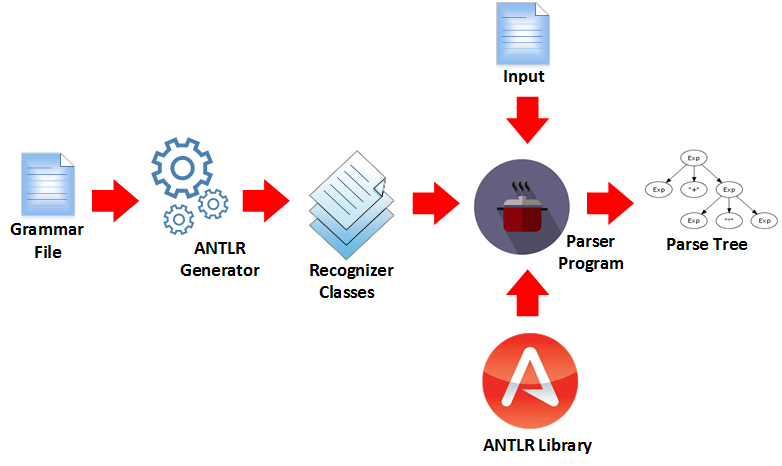 Input
Grammar
File
ANTLR
Generator
Recognizer
Classes
Parser
Program
Exp
Exp
"+"
Exp
Exp
"*"
Exp
Parse Tree
ANTLR Library